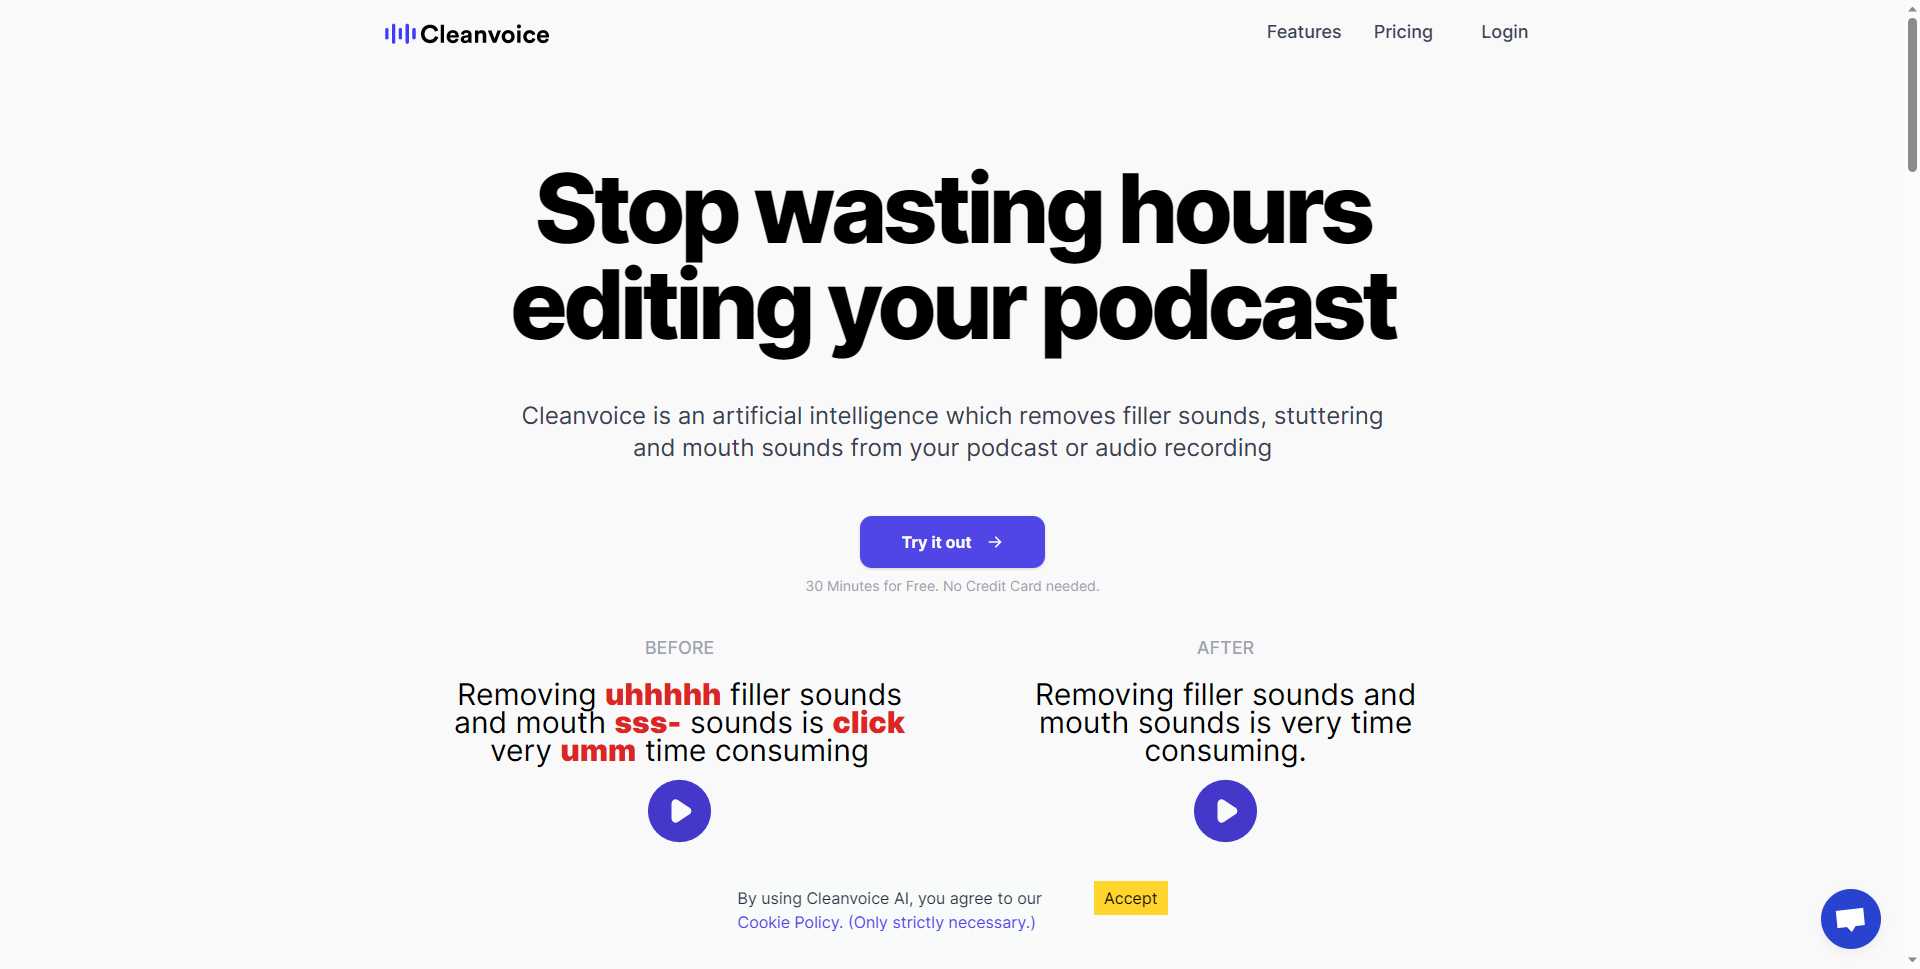 Cleanvoice
Features
Pricing
Login
Stop wasting hours
editing your podcast
Cleanvoice is an artificial intelligence which removes filler sounds, stuttering
and mouth sounds from your podcast or audio recording
Try it out →
30 Minutes for Free. No Credit Card needed.
BEFORE
Removing uhhhhh filler sounds
and mouth sss- sounds is click
very umm time consuming
AFTER
Removing filler sounds and
mouth sounds is very time
consuming.
By using Cleanvoice AI, you agree to our
Cookie Policy. (Only strictly necessary.)
Accept